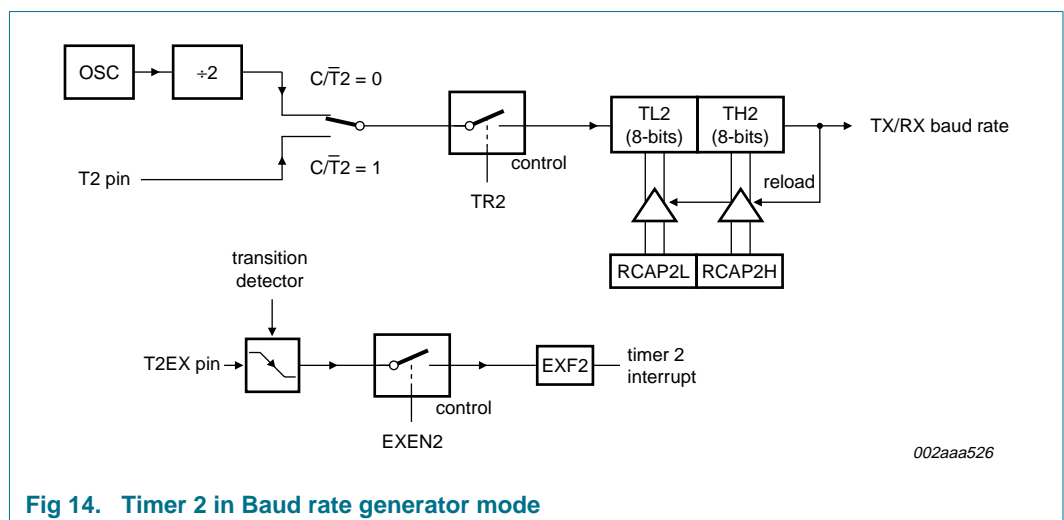 OSC
÷2
C/T̅2 = 0
TL2
(8-bits)
TH2
(8-bits)
TX/RX baud rate
control
C/T̅2 = 1
T2 pin
TR2
reload
RCAP2L
RCAP2H
transition
detector
T2EX pin
EXF2
timer 2
interrupt
control
EXEN2
002aaa526
Fig 14. Timer 2 in Baud rate generator mode